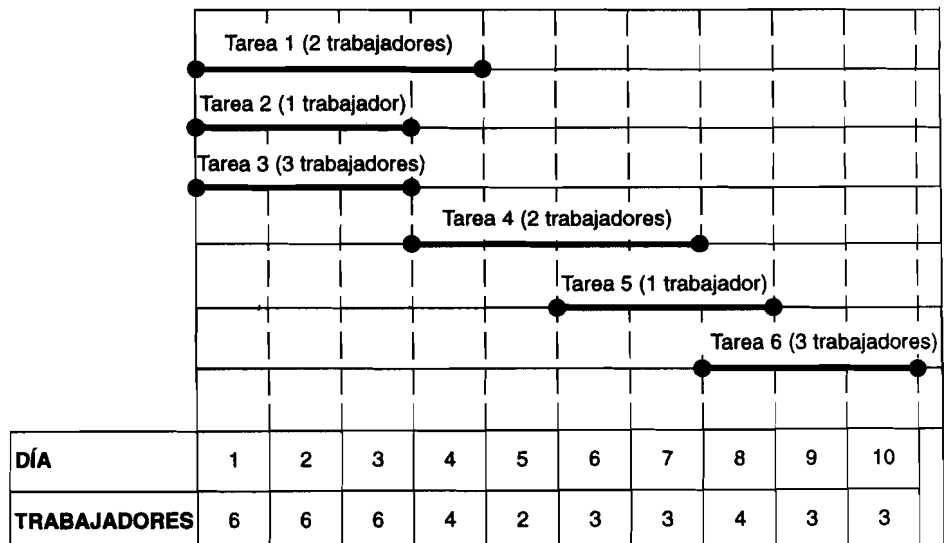 Tarea 1 (2 trabajadores)
Tarea 2 (1 trabajador)
Tarea 3 (3 trabajadores)
Tarea 4 (2 trabajadores)
Tarea 5 (1 trabajador)
Tarea 6 (3 trabajadores)
DÍA 1 2 3 4 5 6 7 8 9 10
TRABAJADORES 6 6 6 4 2 3 3 4 3 3